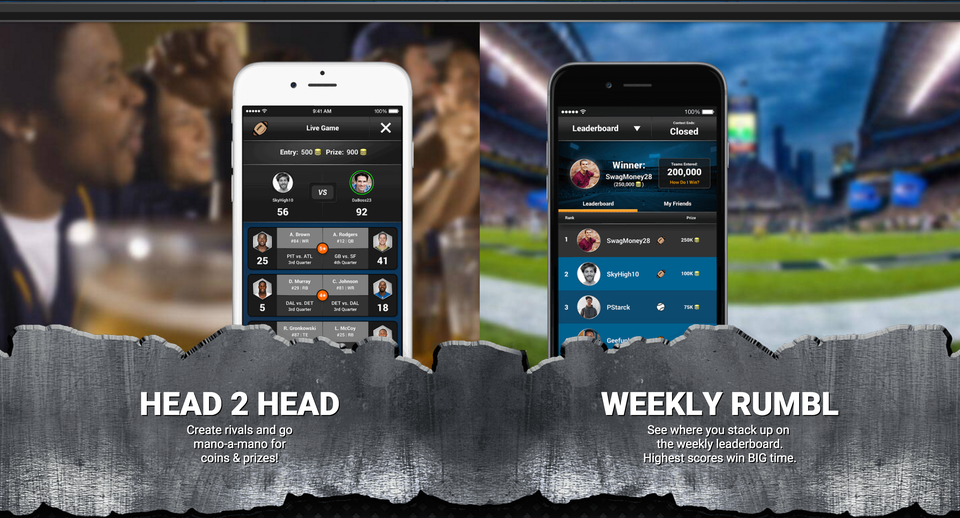 9:41 AM
100%
Live Game
Entry: 500 Prize: 900
VS
SkyHigh10
DaBoss23
56
92
A. Brown
#84 | WR
A. Rodgers
#12 | QB
25
PIT vs. ATL
3rd Quarter
GB vs. SF
4th Quarter
41
D. Murray
#29 | RB
C. Johnson
#81 | WR
5
DAL vs. DET
3rd Quarter
DET vs. DAL
3rd Quarter
18
R. Gronkowski
#87 | TE
L. McCoy
#25 | RB
HEAD 2 HEAD
Create rivals and go
mano-a-mano for
coins & prizes!
100%
Leaderboard
Contest Ends:
Closed
Winner:
SwagMoney28
(250,000)
Teams Entered:
200,000
How Do I Win?
Leaderboard
My Friends
Rank
Prize
1 SwagMoney28 250K
2 SkyHigh10 100K
3 PStarck 75K
WEEKLY RUMBL
See where you stack up on
the weekly leaderboard.
Highest scores win BIG time.